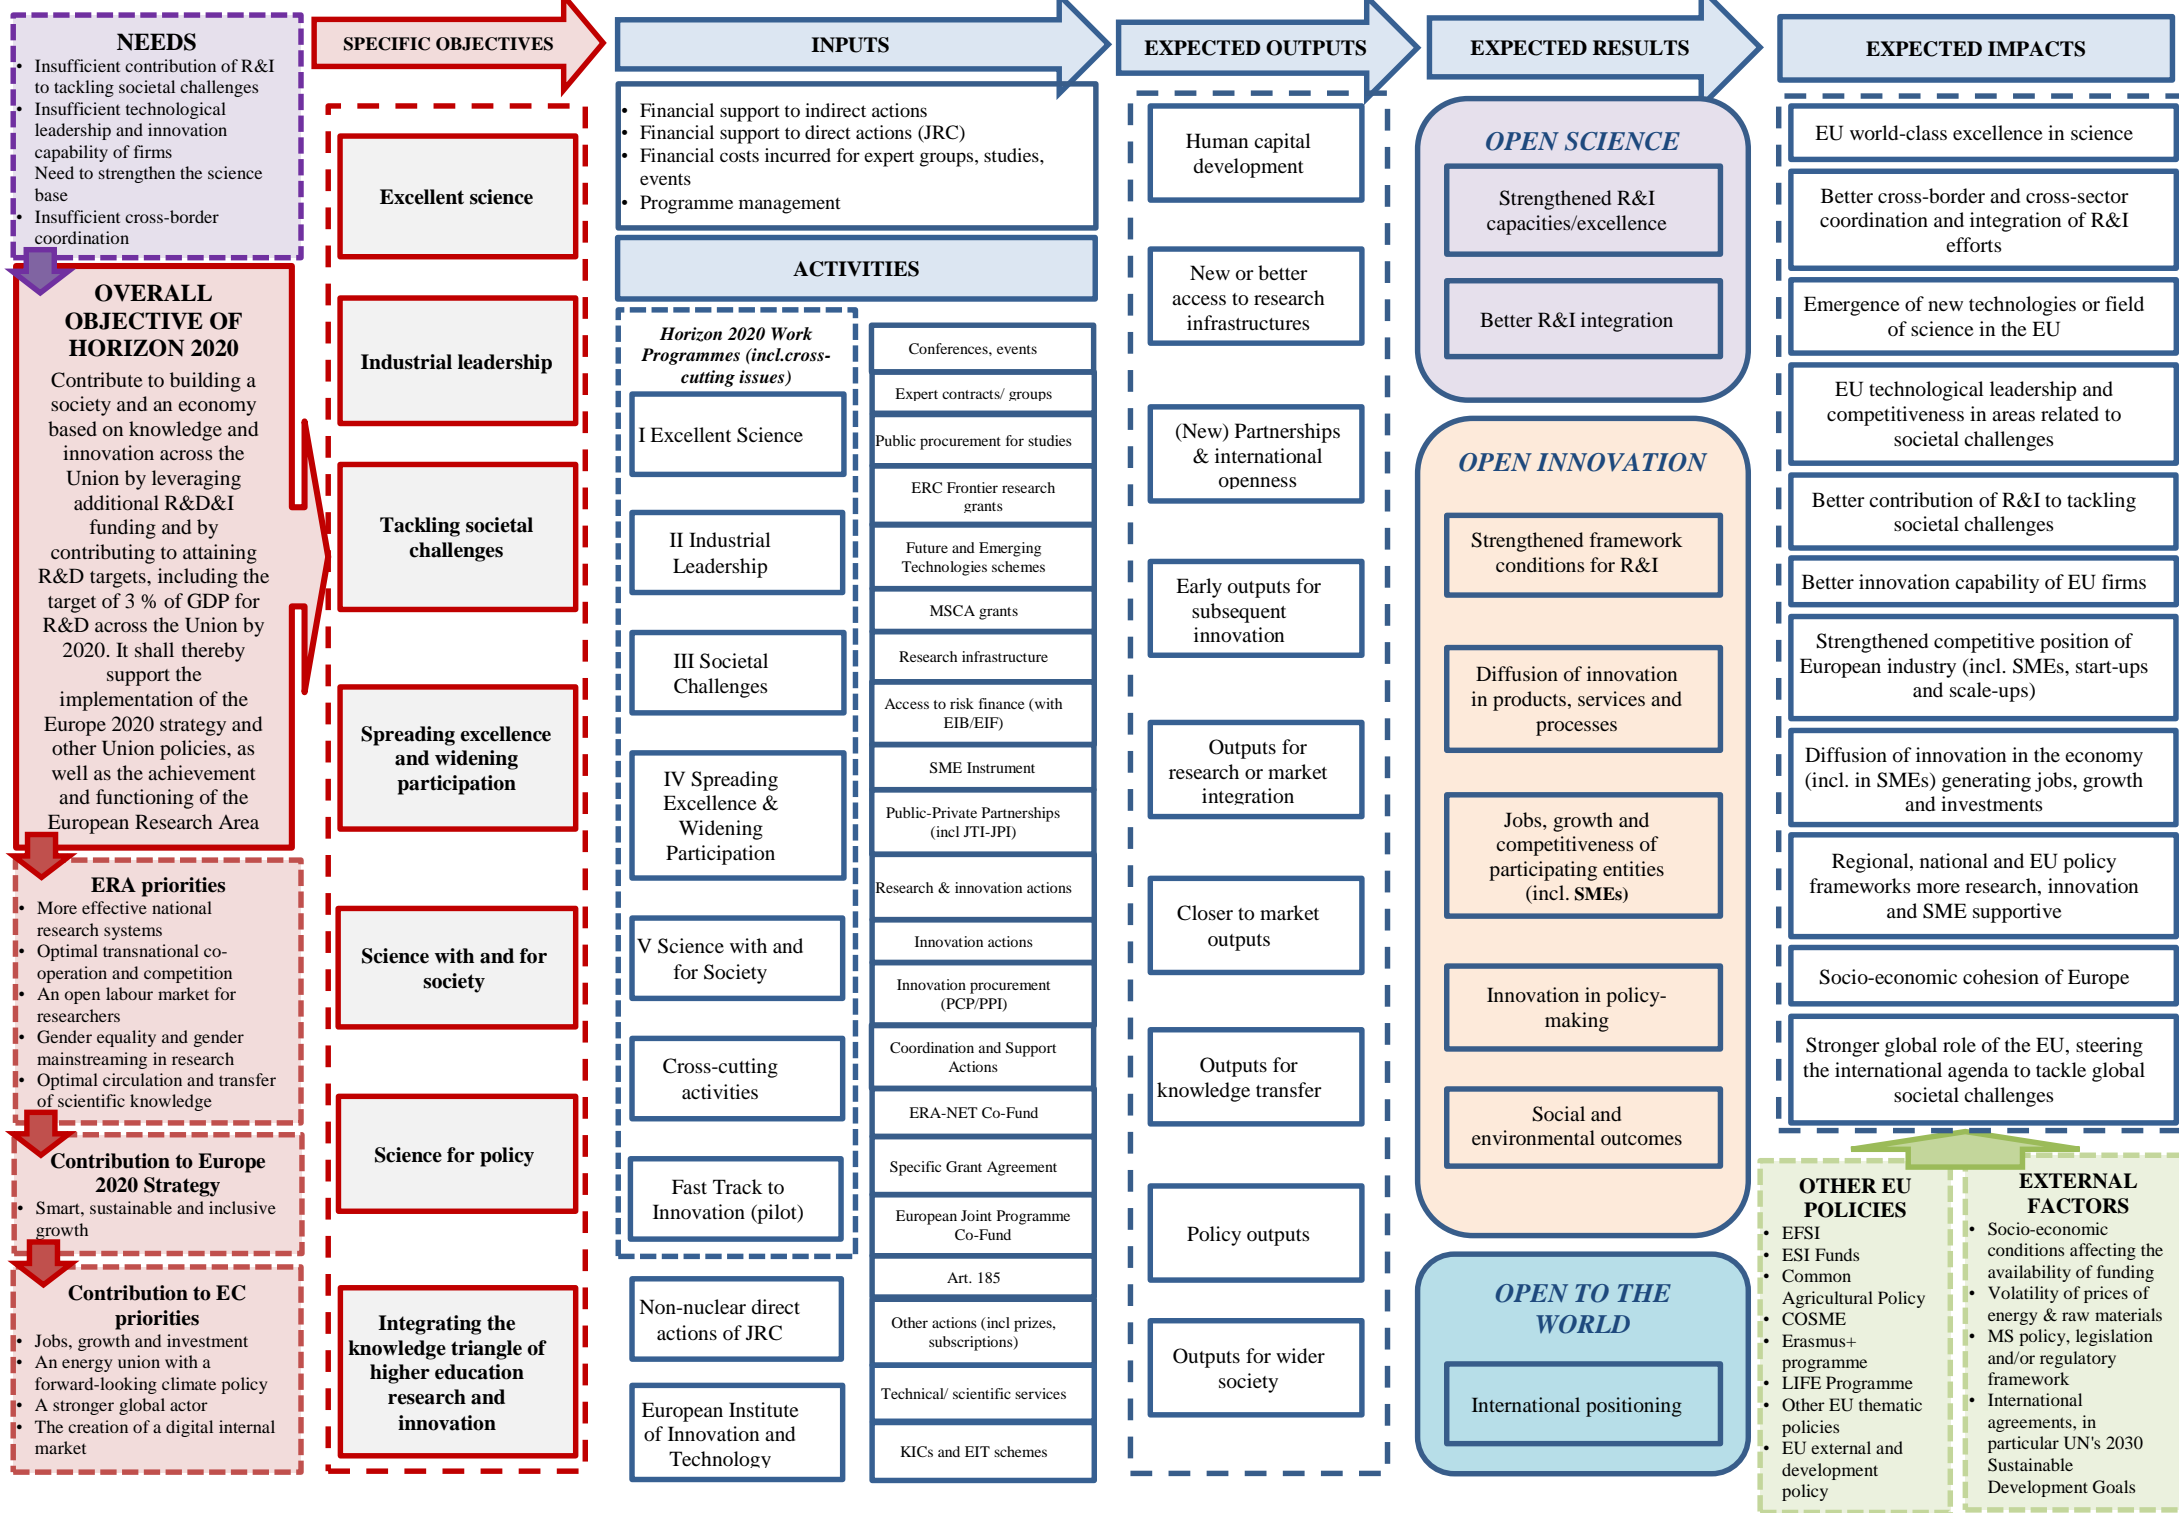 NEEDS
• Insufficient contribution of R&I
to tackling societal challenges
• Insufficient technological
leadership and innovation
capability of firms
Need to strengthen the science
base
• Insufficient cross-border
coordination
OVERALL
OBJECTIVE OF
HORIZON 2020
Contribute to building a
society and an economy
based on knowledge and
innovation across the
Union by leveraging
additional R&D&I
funding and by
contributing to attaining
R&D targets, including the
target of 3 % of GDP for
R&D across the Union by
2020. It shall thereby
support the
implementation of the
Europe 2020 strategy and
other Union policies, as
well as the achievement
and functioning of the
European Research Area
ERA priorities
• More effective national
research systems
• Optimal transnational co-
operation and competition
• An open labour market for
researchers
• Gender equality and gender
mainstreaming in research
• Optimal circulation and transfer
of scientific knowledge
Contribution to Europe
2020 Strategy
• Smart, sustainable and inclusive
growth
Contribution to EC
priorities
• Jobs, growth and investment
• An energy union with a
forward-looking climate policy
• A stronger global actor
• The creation of a digital internal
market
SPECIFIC OBJECTIVES
Excellent science
Industrial leadership
Tackling societal
challenges
Spreading excellence
and widening
participation
Science with and for
society
Science for policy
Integrating the
knowledge triangle of
higher education
research and
innovation
INPUTS
• Financial support to indirect actions
• Financial support to direct actions (JRC)
• Financial costs incurred for expert groups, studies,
events
• Programme management
ACTIVITIES
Horizon 2020 Work
Programmes (incl.cross-
cutting issues)
I Excellent Science
II Industrial
Leadership
III Societal
Challenges
IV Spreading
Excellence &
Widening
Participation
V Science with and
for Society
Cross-cutting
activities
Fast Track to
Innovation (pilot)
Non-nuclear direct
actions of JRC
European Institute
of Innovation and
Technology
Conferences, events
Expert contracts/ groups
Public procurement for studies
ERC Frontier research
grants
Future and Emerging
Technologies schemes
MSCA grants
Research infrastructure
Access to risk finance (with
EIB/EIF)
SME Instrument
Public-Private Partnerships
(incl JTI-JPI)
Research & innovation actions
Innovation actions
Innovation procurement
(PCP/PPI)
Coordination and Support
Actions
ERA-NET Co-Fund
Specific Grant Agreement
European Joint Programme
Co-Fund
Art. 185
Other actions (incl prizes,
subscriptions)
Technical/ scientific services
KICs and EIT schemes
EXPECTED OUTPUTS
Human capital
development
New or better
access to research
infrastructures
(New) Partnerships
& international
openness
Early outputs for
subsequent
innovation
Outputs for
research or market
integration
Closer to market
outputs
Outputs for
knowledge transfer
Policy outputs
Outputs for wider
society
EXPECTED RESULTS
OPEN SCIENCE
Strengthened R&I
capacities/excellence
Better R&I integration
OPEN INNOVATION
Strengthened framework
conditions for R&I
Diffusion of innovation
in products, services and
processes
Jobs, growth and
competitiveness of
participating entities
(incl. SMEs)
Innovation in policy-
making
Social and
environmental outcomes
OPEN TO THE
WORLD
International positioning
EXPECTED IMPACTS
EU world-class excellence in science
Better cross-border and cross-sector
coordination and integration of R&I
efforts
Emergence of new technologies or field
of science in the EU
EU technological leadership and
competitiveness in areas related to
societal challenges
Better contribution of R&I to tackling
societal challenges
Better innovation capability of EU firms
Strengthened competitive position of
European industry (incl. SMEs, start-ups
and scale-ups)
Diffusion of innovation in the economy
(incl. in SMEs) generating jobs, growth
and investments
Regional, national and EU policy
frameworks more research, innovation
and SME supportive
Socio-economic cohesion of Europe
Stronger global role of the EU, steering
the international agenda to tackle global
societal challenges
OTHER EU
POLICIES
• EFSI
• ESI Funds
• Common
Agricultural Policy
• COSME
• Erasmus+
programme
• LIFE Programme
• Other EU thematic
policies
• EU external and
development
policy
EXTERNAL
FACTORS
• Socio-economic
conditions affecting the
availability of funding
• Volatility of prices of
energy & raw materials
• MS policy, legislation
and/or regulatory
framework
• International
agreements, in
particular UN's 2030
Sustainable
Development Goals